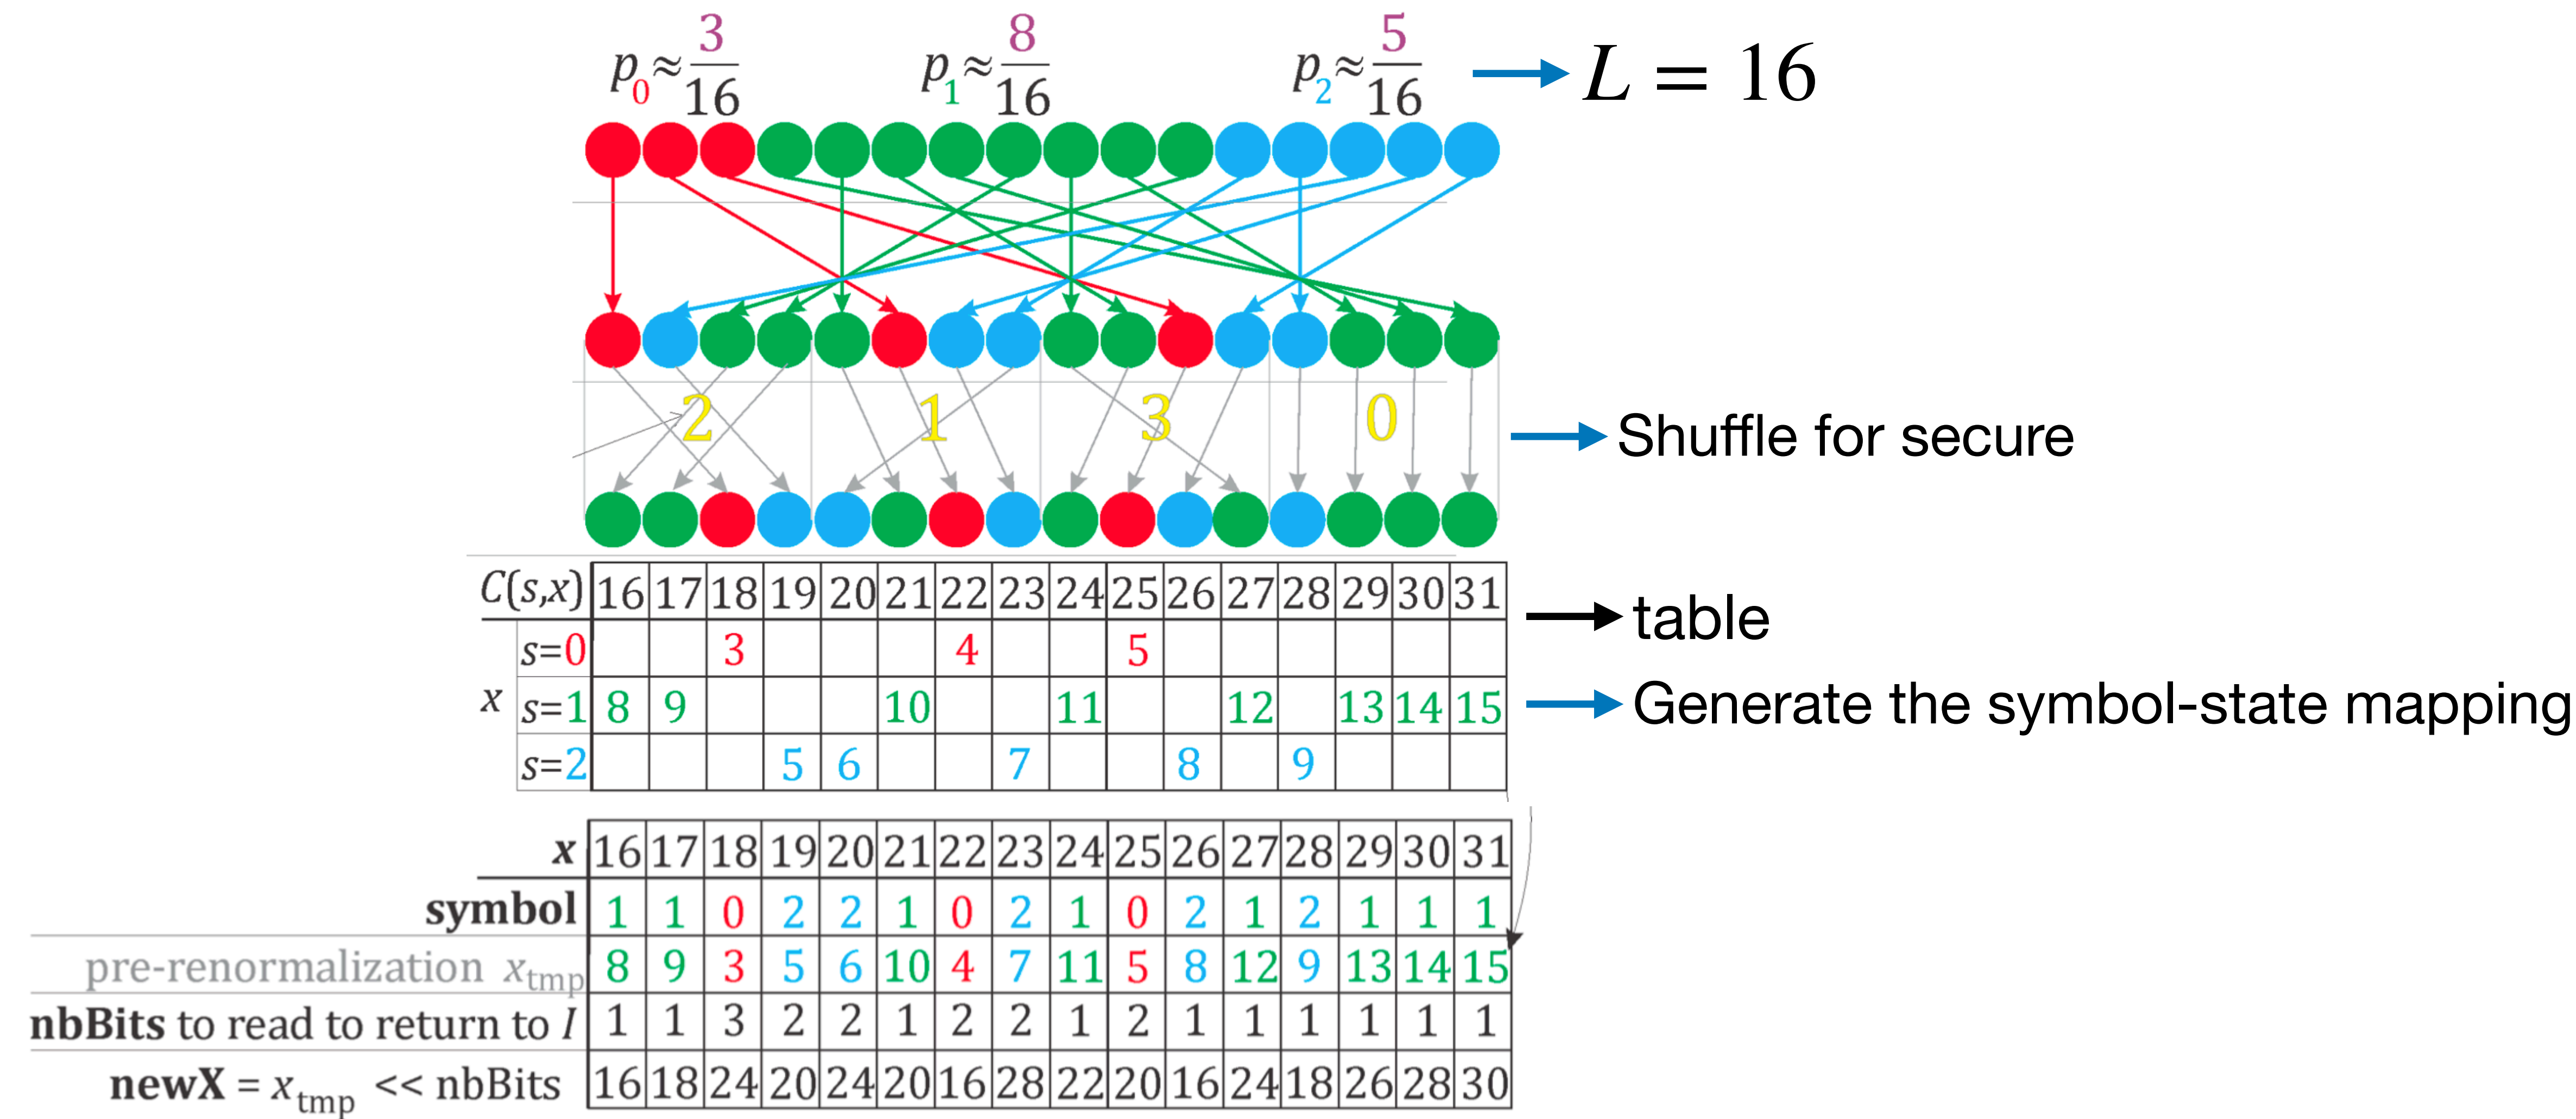 p0≈3/16 p1≈8/16 p2≈5/16 L = 16
2 1 3 0
Shuffle for secure
C(s,x) 16 17 18 19 20 21 22 23 24 25 26 27 28 29 30 31
table
s=0 3 4 5
x s=1 8 9 10 11 12 13 14 15
Generate the symbol-state mapping
s=2 5 6 7 8 9
x 16 17 18 19 20 21 22 23 24 25 26 27 28 29 30 31
symbol 1 1 0 2 2 1 0 2 1 0 2 1 2 1 1 1
pre-renormalization xtmp 8 9 3 5 6 10 4 7 11 5 8 12 9 13 14 15
nbBits to read to return to I 1 1 3 2 2 1 2 2 1 2 1 1 1 1 1 1
newX = xtmp << nbBits 16 18 24 20 24 20 16 28 22 20 16 24 18 26 28 30